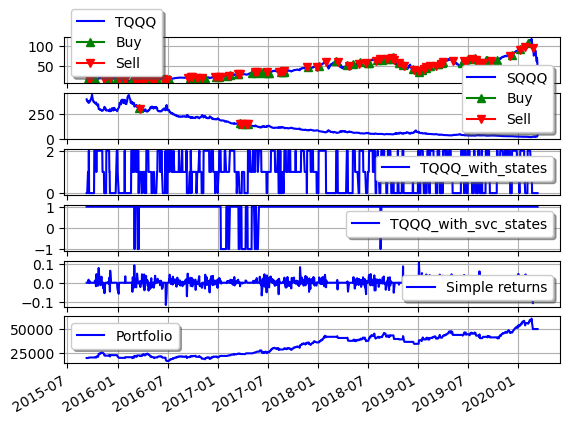 TQQQ
Buy
Sell
100
50
SQQQ
Buy
Sell
250
0
2
0
TQQQ_with_states
1
−1
TQQQ_with_svc_states
0.1
0.0
−0.1
Simple returns
50000
25000
Portfolio
2015-07
2016-01
2016-07
2017-01
2017-07
2018-01
2018-07
2019-01
2019-07
2020-01